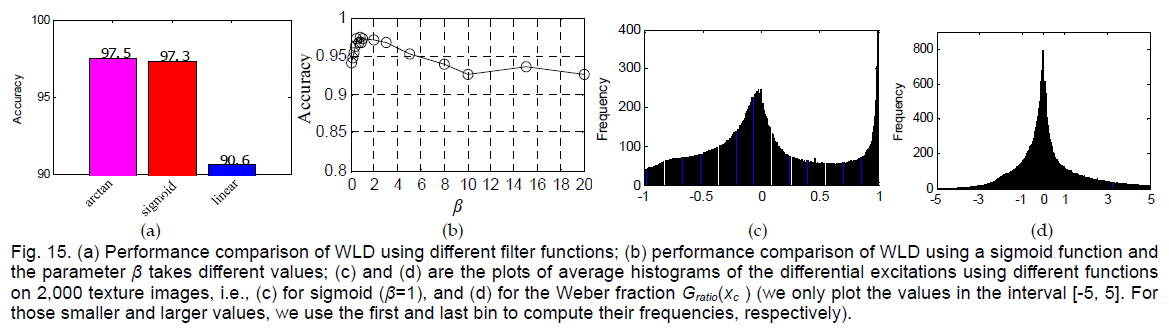 100
95
90
Accuracy
97.5
97.3
90.6
arctan
sigmoid
linear
(a)
1
0.95
0.9
0.85
0.8
Accuracy
0 2 4 6 8 10 12 14 16 18 20
β
(b)
400
300
200
100
0
Frequency
-1 -0.5 0 0.5 1
(c)
800
600
400
200
0
Frequency
-5 -3 -1 0 1 3 5
(d)
Fig. 15. (a) Performance comparison of WLD using different filter functions; (b) performance comparison of WLD using a sigmoid function and
the parameter β takes different values; (c) and (d) are the plots of average histograms of the differential excitations using different functions
on 2,000 texture images, i.e., (c) for sigmoid (β=1), and (d) for the Weber fraction Gratio(xc ) (we only plot the values in the interval [-5, 5]. For
those smaller and larger values, we use the first and last bin to compute their frequencies, respectively).